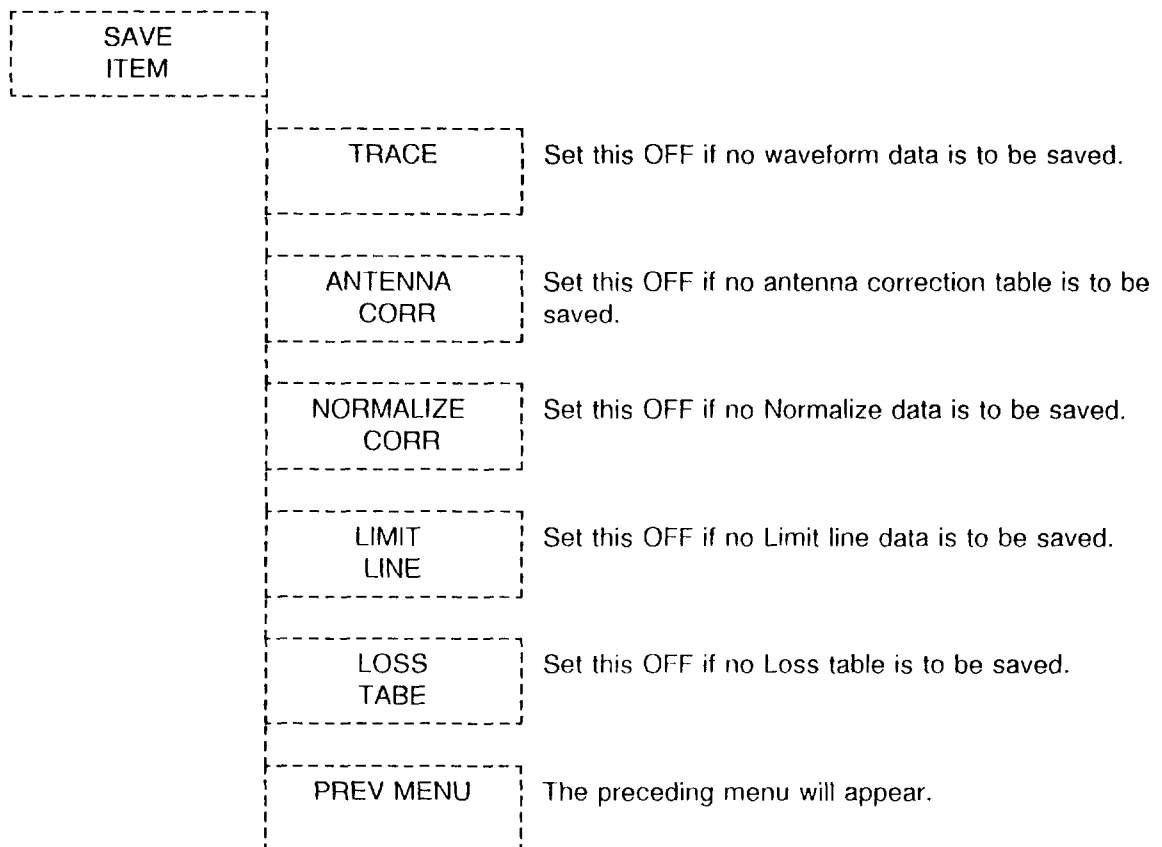 SAVE
ITEM
TRACE
Set this OFF if no waveform data is to be saved.
ANTENNA
CORR
Set this OFF if no antenna correction table is to be
saved.
NORMALIZE
CORR
Set this OFF if no Normalize data is to be saved.
LIMIT
LINE
Set this OFF if no Limit line data is to be saved.
LOSS
TABE
Set this OFF if no Loss table is to be saved.
PREV MENU
The preceding menu will appear.